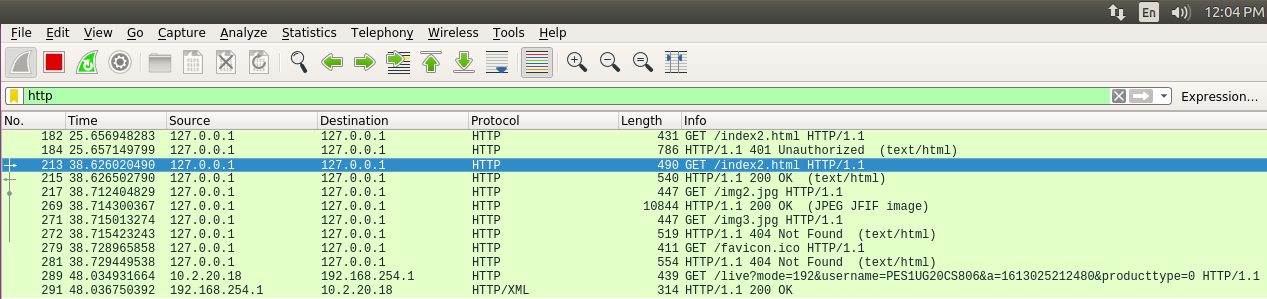 En 12:04 PM
File Edit View Go Capture Analyze Statistics Telephony Wireless Tools Help
http Expression...
No. Time Source Destination Protocol Length Info
182 25.656948283 127.0.0.1 127.0.0.1 HTTP 431 GET /index2.html HTTP/1.1
184 25.657149799 127.0.0.1 127.0.0.1 HTTP 786 HTTP/1.1 401 Unauthorized (text/html)
213 38.626020490 127.0.0.1 127.0.0.1 HTTP 490 GET /index2.html HTTP/1.1
215 38.626502790 127.0.0.1 127.0.0.1 HTTP 540 HTTP/1.1 200 OK (text/html)
217 38.712404829 127.0.0.1 127.0.0.1 HTTP 447 GET /img2.jpg HTTP/1.1
269 38.714300367 127.0.0.1 127.0.0.1 HTTP 10844 HTTP/1.1 200 OK (JPEG JFIF image)
271 38.715013274 127.0.0.1 127.0.0.1 HTTP 447 GET /img3.jpg HTTP/1.1
272 38.715423243 127.0.0.1 127.0.0.1 HTTP 519 HTTP/1.1 404 Not Found (text/html)
279 38.728965858 127.0.0.1 127.0.0.1 HTTP 411 GET /favicon.ico HTTP/1.1
281 38.729449538 127.0.0.1 127.0.0.1 HTTP 554 HTTP/1.1 404 Not Found (text/html)
289 48.034931664 10.2.20.18 192.168.254.1 HTTP 439 GET /live?mode=192&username=PES1UG20CS806&a=1613025212480&producttype=0 HTTP/1.1
291 48.036750392 192.168.254.1 10.2.20.18 HTTP/XML 314 HTTP/1.1 200 OK